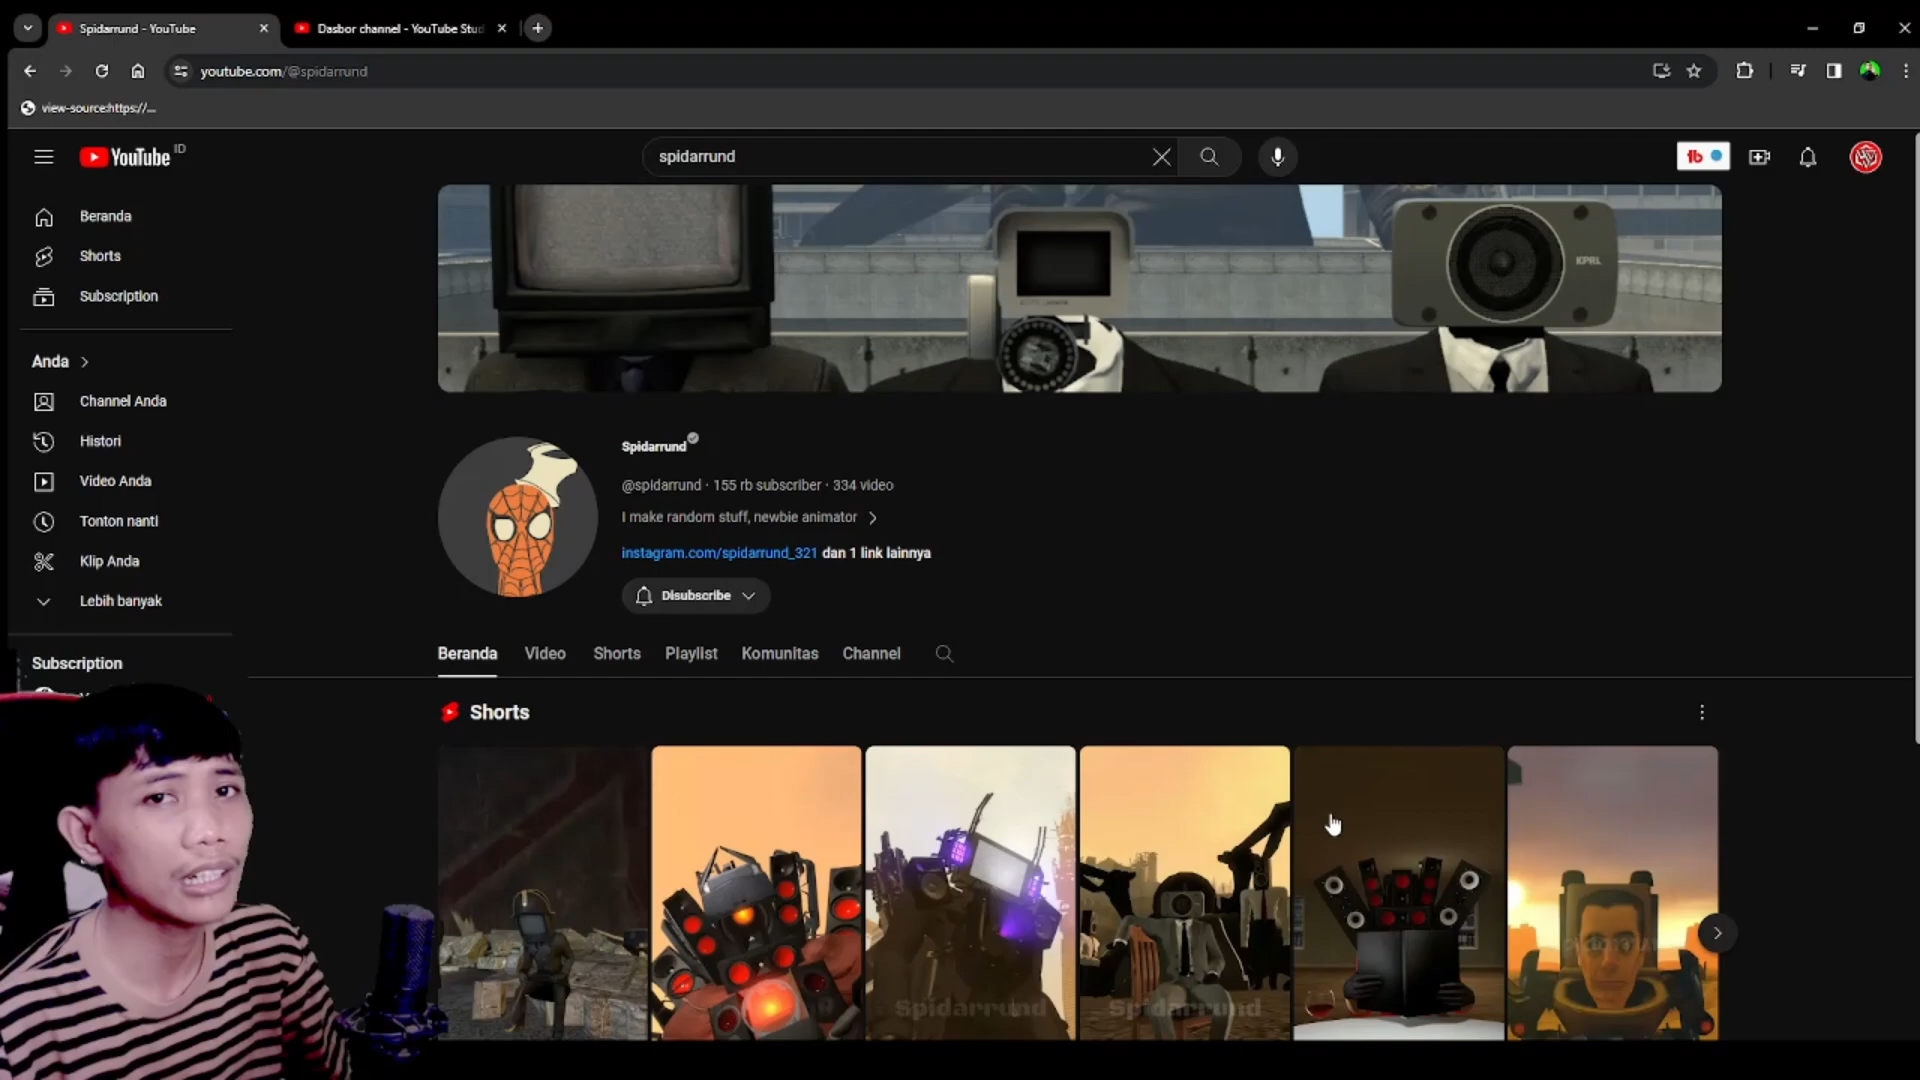 Spidarrund - YouTube
Dasbor channel - YouTube Stud
youtube.com/@spidarrund
view-source:https://...
YouTube ID
spidarrund
Beranda
Shorts
Subscription
Anda
Channel Anda
Histori
Video Anda
Tonton nanti
Klip Anda
Lebih banyak
Subscription
KPRL
Spidarrund
@spidarrund · 155 rb subscriber · 334 video
I make random stuff, newbie animator
instagram.com/spidarrund_321 dan 1 link lainnya
Disubscribe
Beranda Video Shorts Playlist Komunitas Channel
Shorts
Spidarrund
Spidarrund